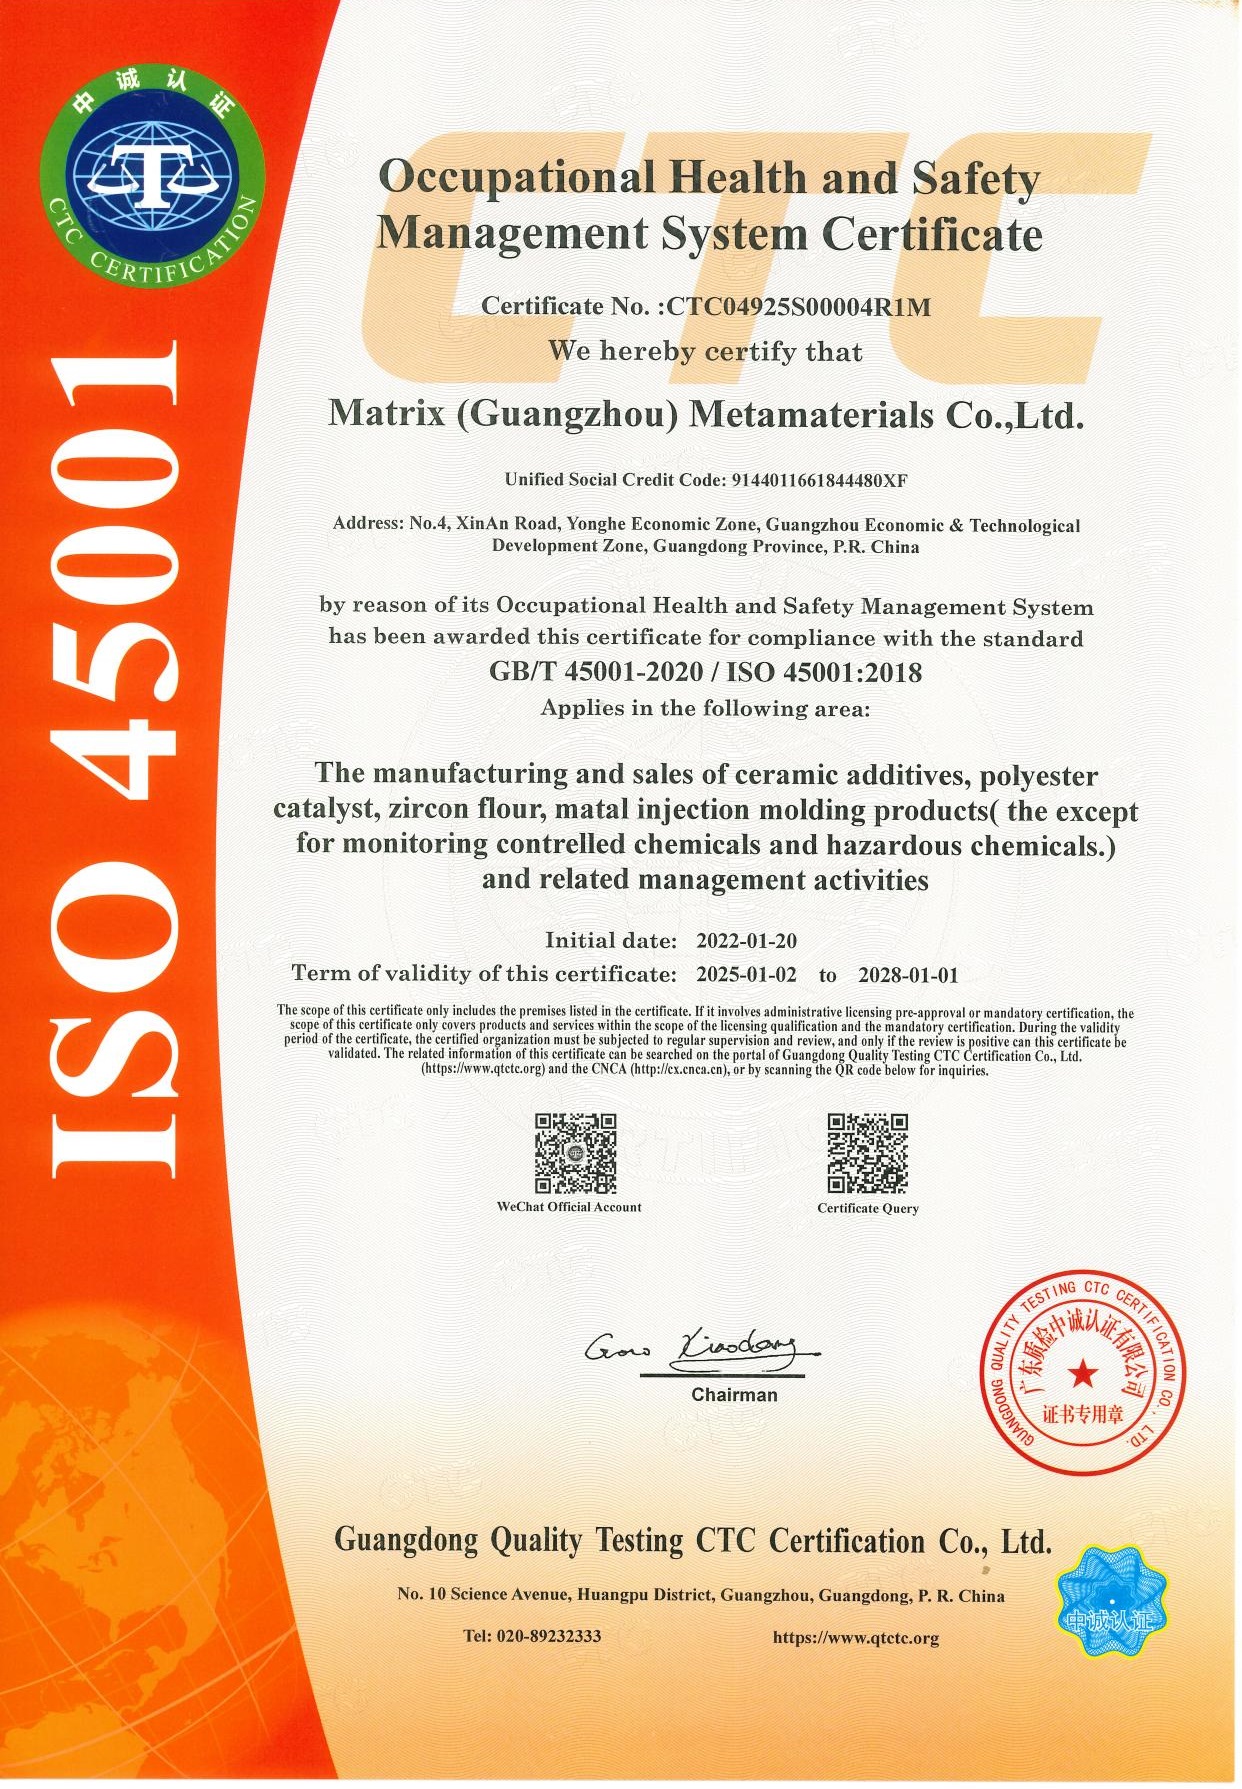 中诚认证
CTC CERTIFICATION
ISO 45001
CTC
Occupational Health and Safety
Management System Certificate
Certificate No. :CTC04925S00004R1M
We hereby certify that
Matrix (Guangzhou) Metamaterials Co.,Ltd.
Unified Social Credit Code: 9144011661844480XF
Address: No.4, XinAn Road, Yonghe Economic Zone, Guangzhou Economic & Technological
Development Zone, Guangdong Province, P.R. China
by reason of its Occupational Health and Safety Management System
has been awarded this certificate for compliance with the standard
GB/T 45001-2020 / ISO 45001:2018
Applies in the following area:
The manufacturing and sales of ceramic additives, polyester
catalyst, zircon flour, matal injection molding products( the except
for monitoring controlled chemicals and hazardous chemicals.)
and related management activities
Initial date: 2022-01-20
Term of validity of this certificate: 2025-01-02 to 2028-01-01
The scope of this certificate only includes the premises listed in the certificate. If it involves administrative licensing pre-approval or mandatory certification, the
scope of this certificate only covers products and services within the scope of the licensing qualification and the mandatory certification. During the validity
period of the certificate, the certified organization must be subjected to regular supervision and review, and only if the review is positive can this certificate be
validated. The related information of this certificate can be searched on the portal of Guangdong Quality Testing CTC Certification Co., Ltd.
(https://www.qtctc.org) and the CNCA (http://cx.cnca.cn), or by scanning the QR code below for inquiries.
WeChat Official Account
Certificate Query
Xiaodong
Chairman
GUANGDONG QUALITY TESTING CTC CERTIFICATION CO., LTD.
广东质检中诚认证有限公司
证书专用章
Guangdong Quality Testing CTC Certification Co., Ltd.
No. 10 Science Avenue, Huangpu District, Guangzhou, Guangdong, P. R. China
Tel: 020-89232333
https://www.qtctc.org
中诚认证